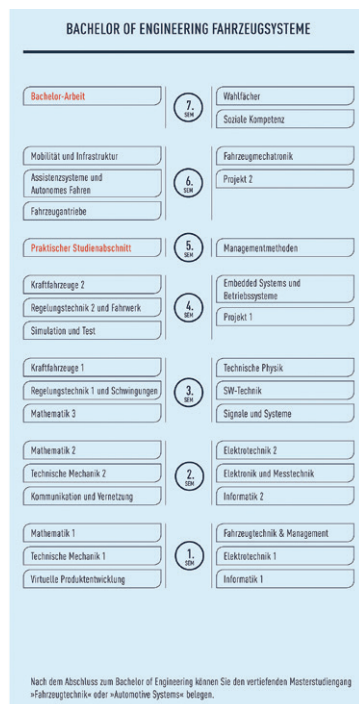 BACHELOR OF ENGINEERING FAHRZEUGSYSTEME
Bachelor-Arbeit
7.
SEM
Wahlfächer
Soziale Kompetenz
Mobilität und Infrastruktur
Assistenzsysteme und
Autonomes Fahren
Fahrzeugantriebe
6.
SEM
Fahrzeugmechatronik
Projekt 2
Praktischer Studienabschnitt
5.
SEM
Managementmethoden
Kraftfahrzeuge 2
Regelungstechnik 2 und Fahrwerk
Simulation und Test
4.
SEM
Embedded Systems und
Betriebssysteme
Projekt 1
Kraftfahrzeuge 1
Regelungstechnik 1 und Schwingungen
Mathematik 3
3.
SEM
Technische Physik
SW-Technik
Signale und Systeme
Mathematik 2
Technische Mechanik 2
Kommunikation und Vernetzung
2.
SEM
Elektrotechnik 2
Elektronik und Messtechnik
Informatik 2
Mathematik 1
Technische Mechanik 1
Virtuelle Produktentwicklung
1.
SEM
Fahrzeugtechnik & Management
Elektrotechnik 1
Informatik 1
Nach dem Abschluss zum Bachelor of Engineering können Sie den vertiefenden Masterstudiengang
»Fahrzeugtechnik« oder »Automotive Systems« belegen.